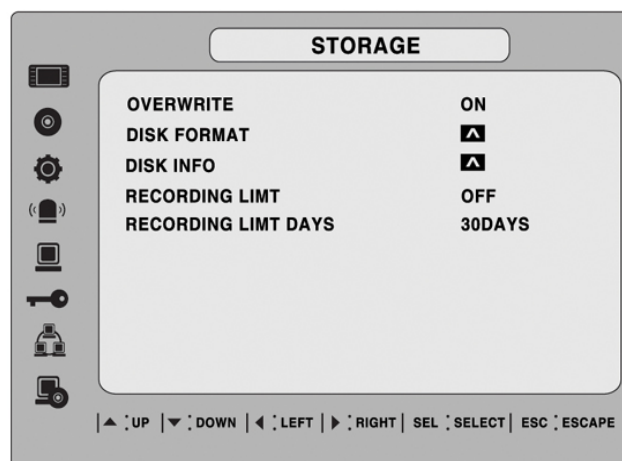 STORAGE
OVERWRITE ON
DISK FORMAT
DISK INFO
RECORDING LIMT OFF
RECORDING LIMT DAYS 30DAYS
▲ : UP | ▼ : DOWN | ◀ : LEFT | ▶ : RIGHT | SEL : SELECT | ESC : ESCAPE